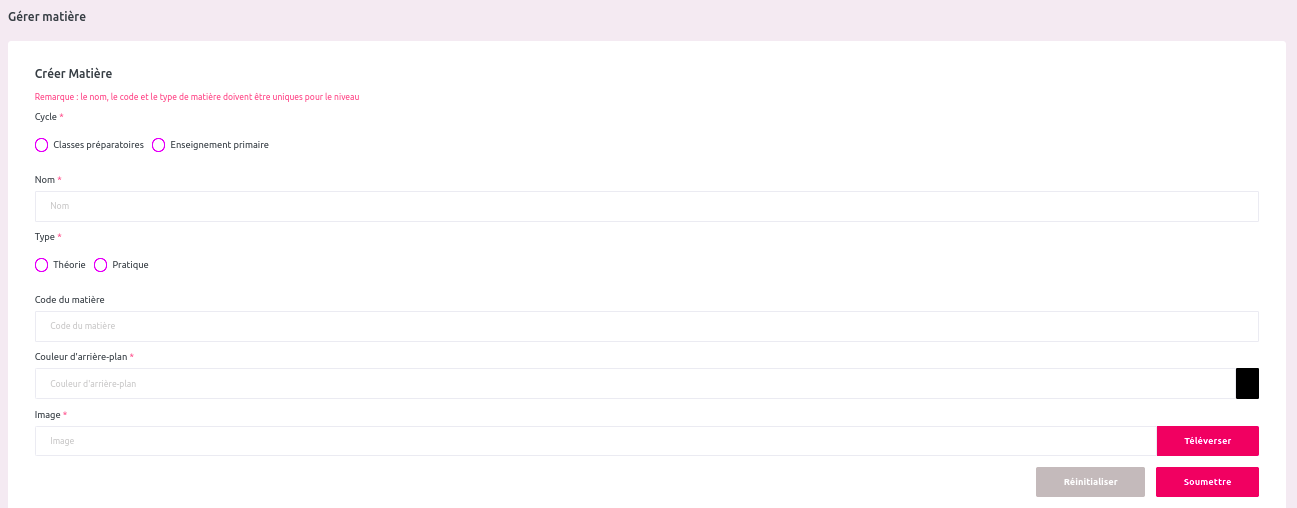 Gérer matière
Créer Matière
Remarque : le nom, le code et le type de matière doivent être uniques pour le niveau
Cycle *
Classes préparatoires Enseignement primaire
Nom *
Nom
Type *
Théorie Pratique
Code du matière
Code du matière
Couleur d'arrière-plan *
Couleur d'arrière-plan
Image *
Image Téléverser
Réinitialiser Soumettre